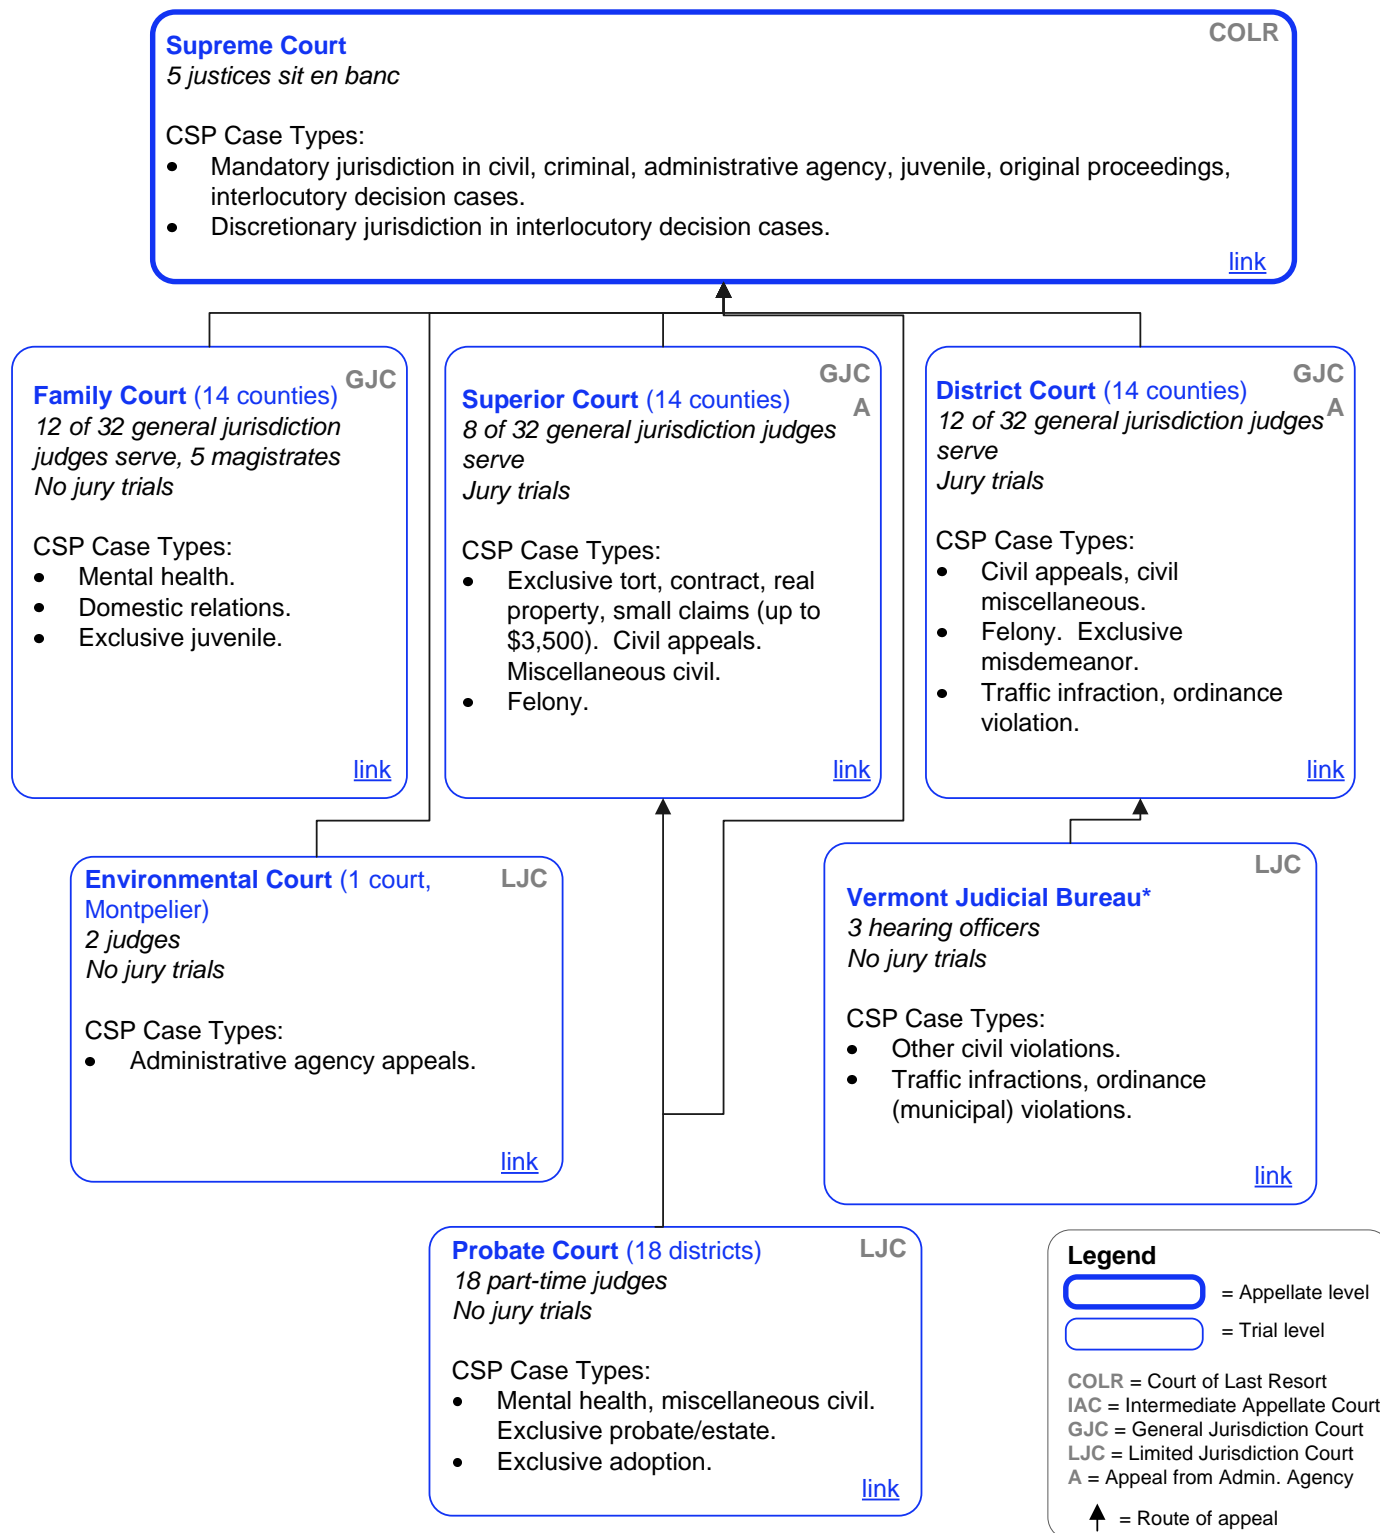 COLR
Supreme Court
5 justices sit en banc
CSP Case Types:
• Mandatory jurisdiction in civil, criminal, administrative agency, juvenile, original proceedings,
interlocutory decision cases.
• Discretionary jurisdiction in interlocutory decision cases.
link
GJC
Family Court (14 counties)
12 of 32 general jurisdiction
judges serve, 5 magistrates
No jury trials
CSP Case Types:
• Mental health.
• Domestic relations.
• Exclusive juvenile.
link
GJC
A
Superior Court (14 counties)
8 of 32 general jurisdiction judges
serve
Jury trials
CSP Case Types:
• Exclusive tort, contract, real
property, small claims (up to
$3,500). Civil appeals.
Miscellaneous civil.
• Felony.
link
GJC
A
District Court (14 counties)
12 of 32 general jurisdiction judges
serve
Jury trials
CSP Case Types:
• Civil appeals, civil
miscellaneous.
• Felony. Exclusive
misdemeanor.
• Traffic infraction, ordinance
violation.
link
LJC
Environmental Court (1 court,
Montpelier)
2 judges
No jury trials
CSP Case Types:
• Administrative agency appeals.
link
LJC
Vermont Judicial Bureau*
3 hearing officers
No jury trials
CSP Case Types:
• Other civil violations.
• Traffic infractions, ordinance
(municipal) violations.
link
LJC
Probate Court (18 districts)
18 part-time judges
No jury trials
CSP Case Types:
• Mental health, miscellaneous civil.
Exclusive probate/estate.
• Exclusive adoption.
link
Legend
= Appellate level
= Trial level
COLR = Court of Last Resort
IAC = Intermediate Appellate Court
GJC = General Jurisdiction Court
LJC = Limited Jurisdiction Court
A = Appeal from Admin. Agency
= Route of appeal